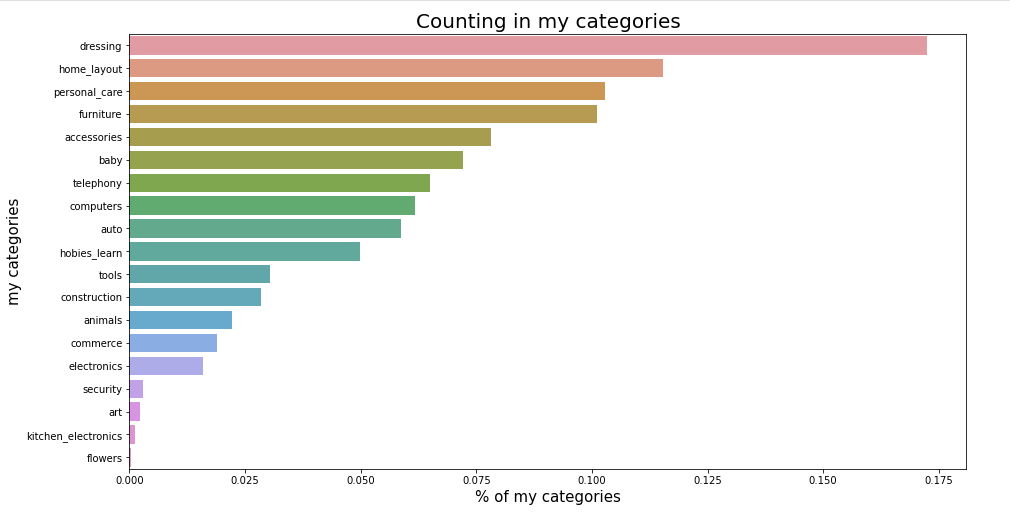 Counting in my categories
dressing
home_layout
personal_care
furniture
accessories
baby
telephony
computers
auto
hobies_learn
tools
construction
animals
commerce
electronics
security
art
kitchen_electronics
flowers
my categories
0.000 0.025 0.050 0.075 0.100 0.125 0.150 0.175
% of my categories